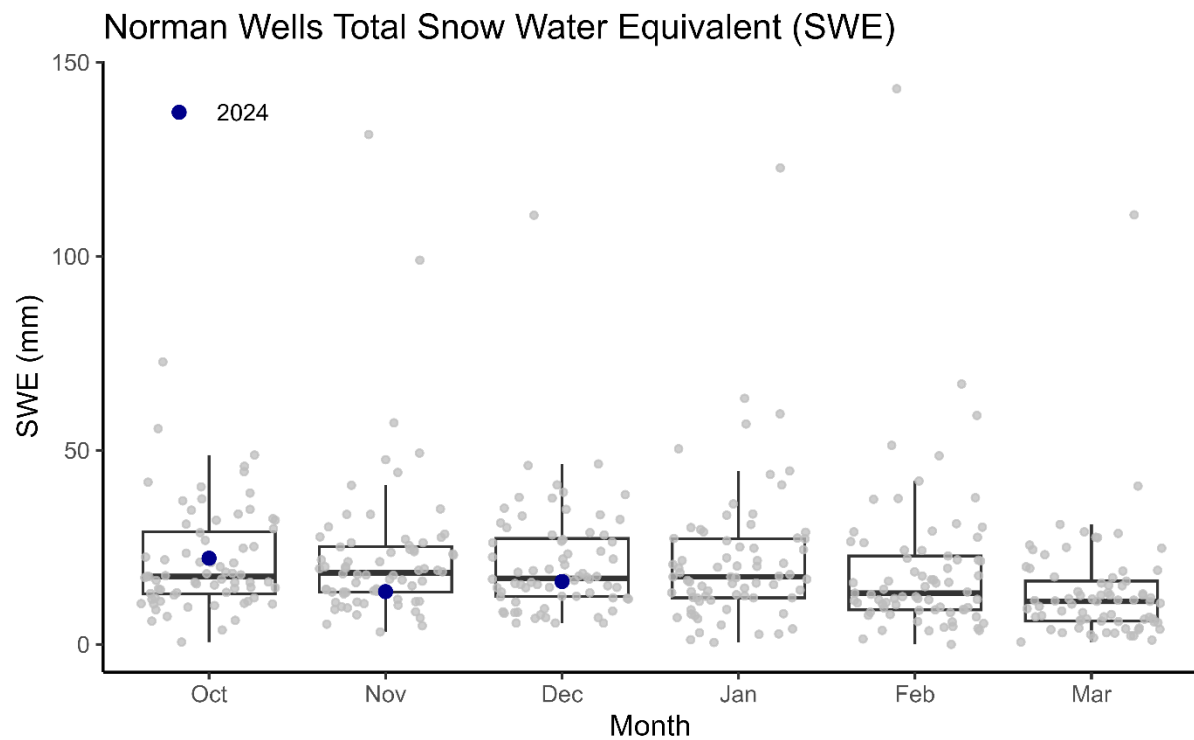 Norman Wells Total Snow Water Equivalent (SWE)
150
100
50
0
SWE (mm)
2024
Oct Nov Dec Jan Feb Mar
Month